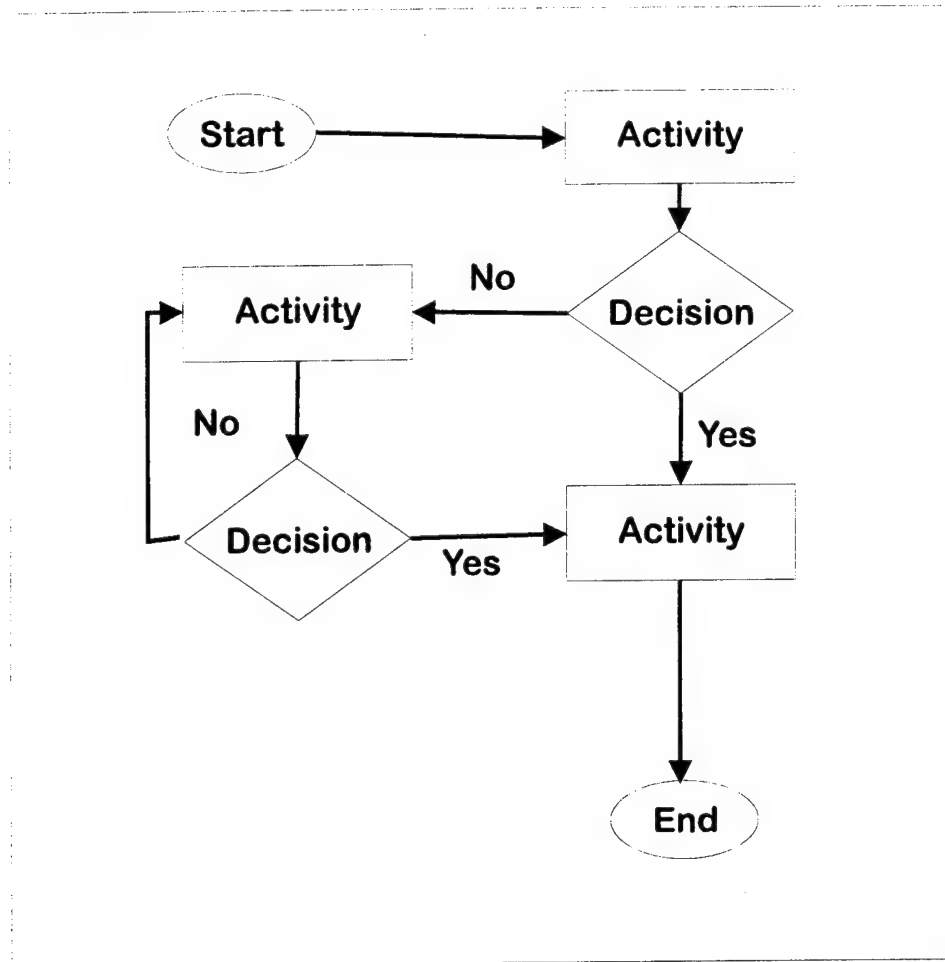 Start
Activity
No
Activity
Decision
No
Yes
Decision
Yes
Activity
End